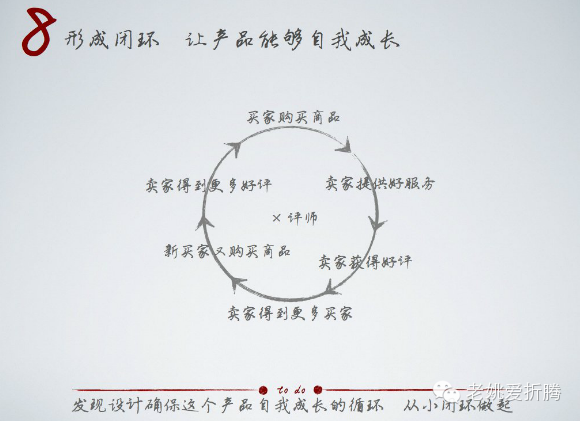 8 形成闭环 让产品能够自我成长
买家购买商品
卖家提供好服务
卖家获得好评
卖家得到更多买家
新买家又购买商品
卖家得到更多好评
× 评师
to do
发现设计确保这个产品自我成长的循环 从小闭环做起
老姚爱折腾